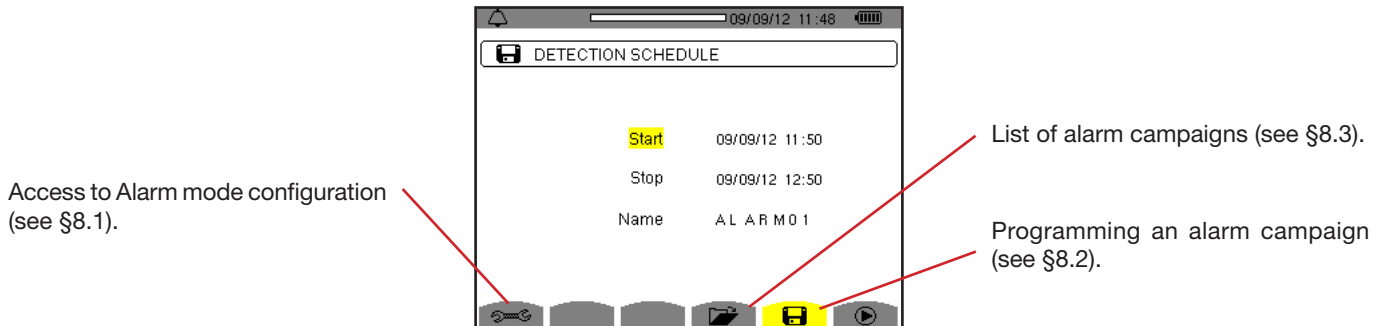 09/09/12 11:48
DETECTION SCHEDULE
Start 09/09/12 11:50
Stop 09/09/12 12:50
Name ALARM01
Access to Alarm mode configuration
(see §8.1).
List of alarm campaigns (see §8.3).
Programming an alarm campaign
(see §8.2).